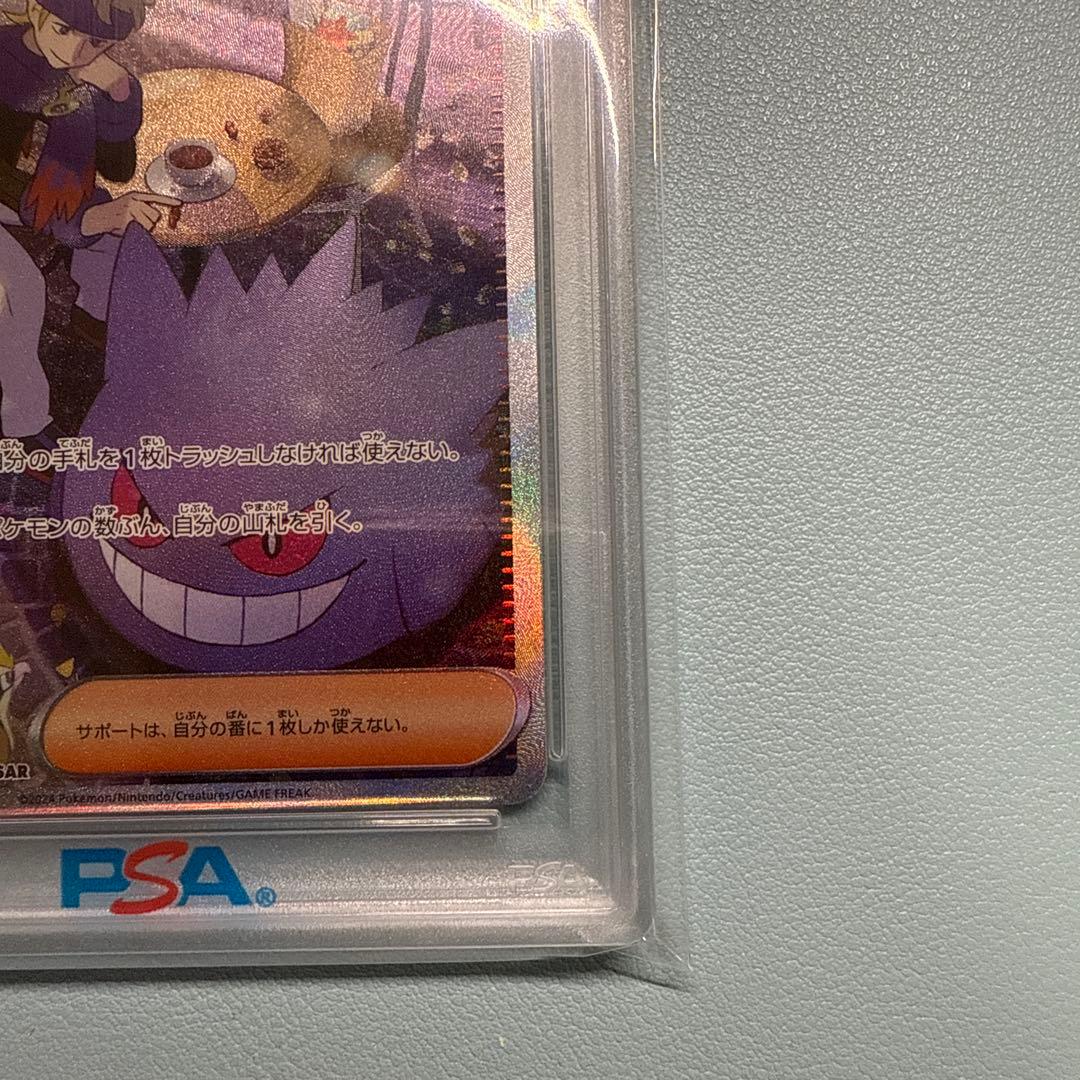 自分の手札を1枚トラッシュしなければ使えない。
ポケモンの数ぶん、自分の山札を引く。
サポートは、自分の番に1枚しか使えない。
SAR
©2024 Pokémon/Nintendo/Creatures/GAME FREAK
PSA®
PSA